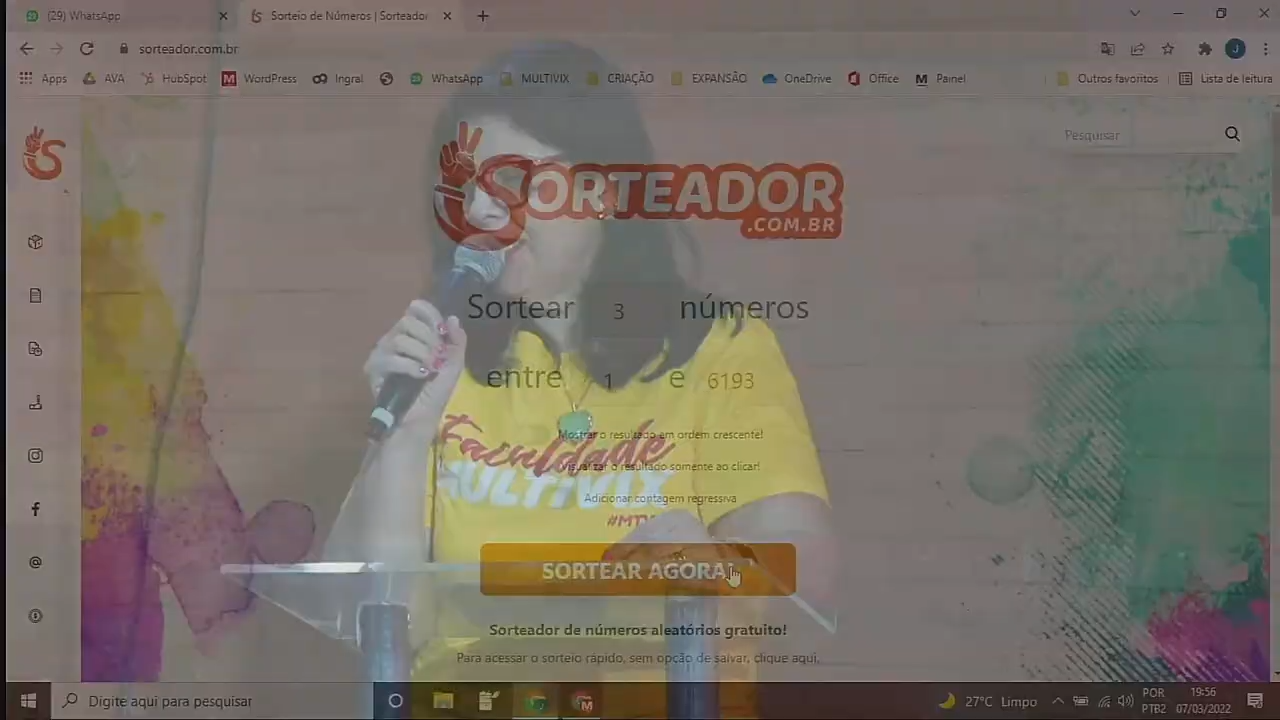 (29) WhatsApp
Sorteio de Números | Sorteador
sorteador.com.br
Apps AVA HubSpot WordPress Ingral WhatsApp MULTIVIX CRIAÇÃO EXPANSÃO OneDrive Office Painel Outros favoritos Lista de leitura
Pesquisar
SORTEADOR
.COM.BR
Sortear 3 números
entre 1 e 6193
Mostrar o resultado em ordem crescente!
Visualizar o resultado somente ao clicar!
Adicionar contagem regressiva
Faculdade
MULTIVIX
SORTEAR AGORA!
Sorteador de números aleatórios gratuito!
Para acessar o sorteio rápido, sem opção de salvar, clique aqui.
Digite aqui para pesquisar
27°C Limpo
POR
PTB2
19:56
07/03/2022